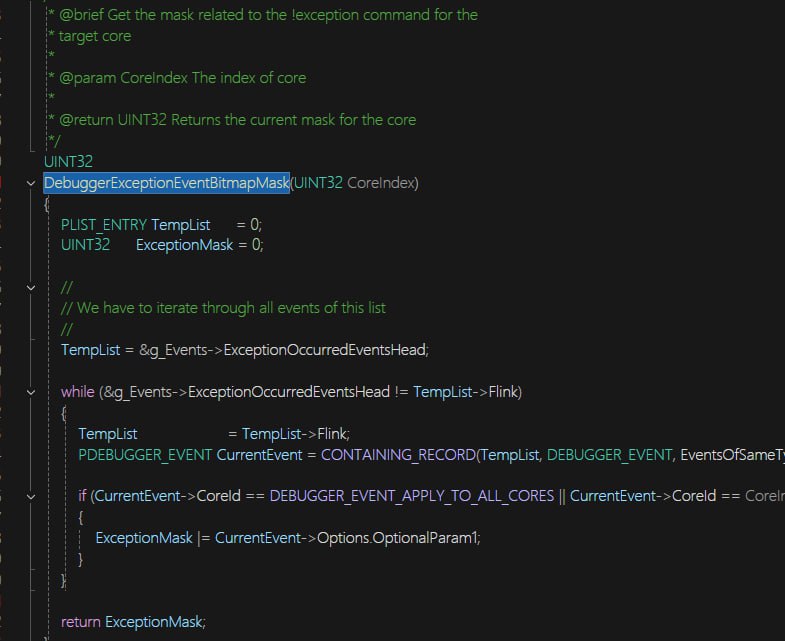 * @brief Get the mask related to the !exception command for the
* target core
*
* @param CoreIndex The index of core
*
* @return UINT32 Returns the current mask for the core
*/
UINT32
DebuggerExceptionEventBitmapMask(UINT32 CoreIndex)
{
PLIST_ENTRY TempList = 0;
UINT32 ExceptionMask = 0;
//
// We have to iterate through all events of this list
//
TempList = &g_Events->ExceptionOccurredEventsHead;
while (&g_Events->ExceptionOccurredEventsHead != TempList->Flink)
{
TempList = TempList->Flink;
PDEBUGGER_EVENT CurrentEvent = CONTAINING_RECORD(TempList, DEBUGGER_EVENT, EventsOfSameTy
if (CurrentEvent->CoreId == DEBUGGER_EVENT_APPLY_TO_ALL_CORES || CurrentEvent->CoreId == CoreIn
{
ExceptionMask |= CurrentEvent->Options.OptionalParam1;
}
}
return ExceptionMask;